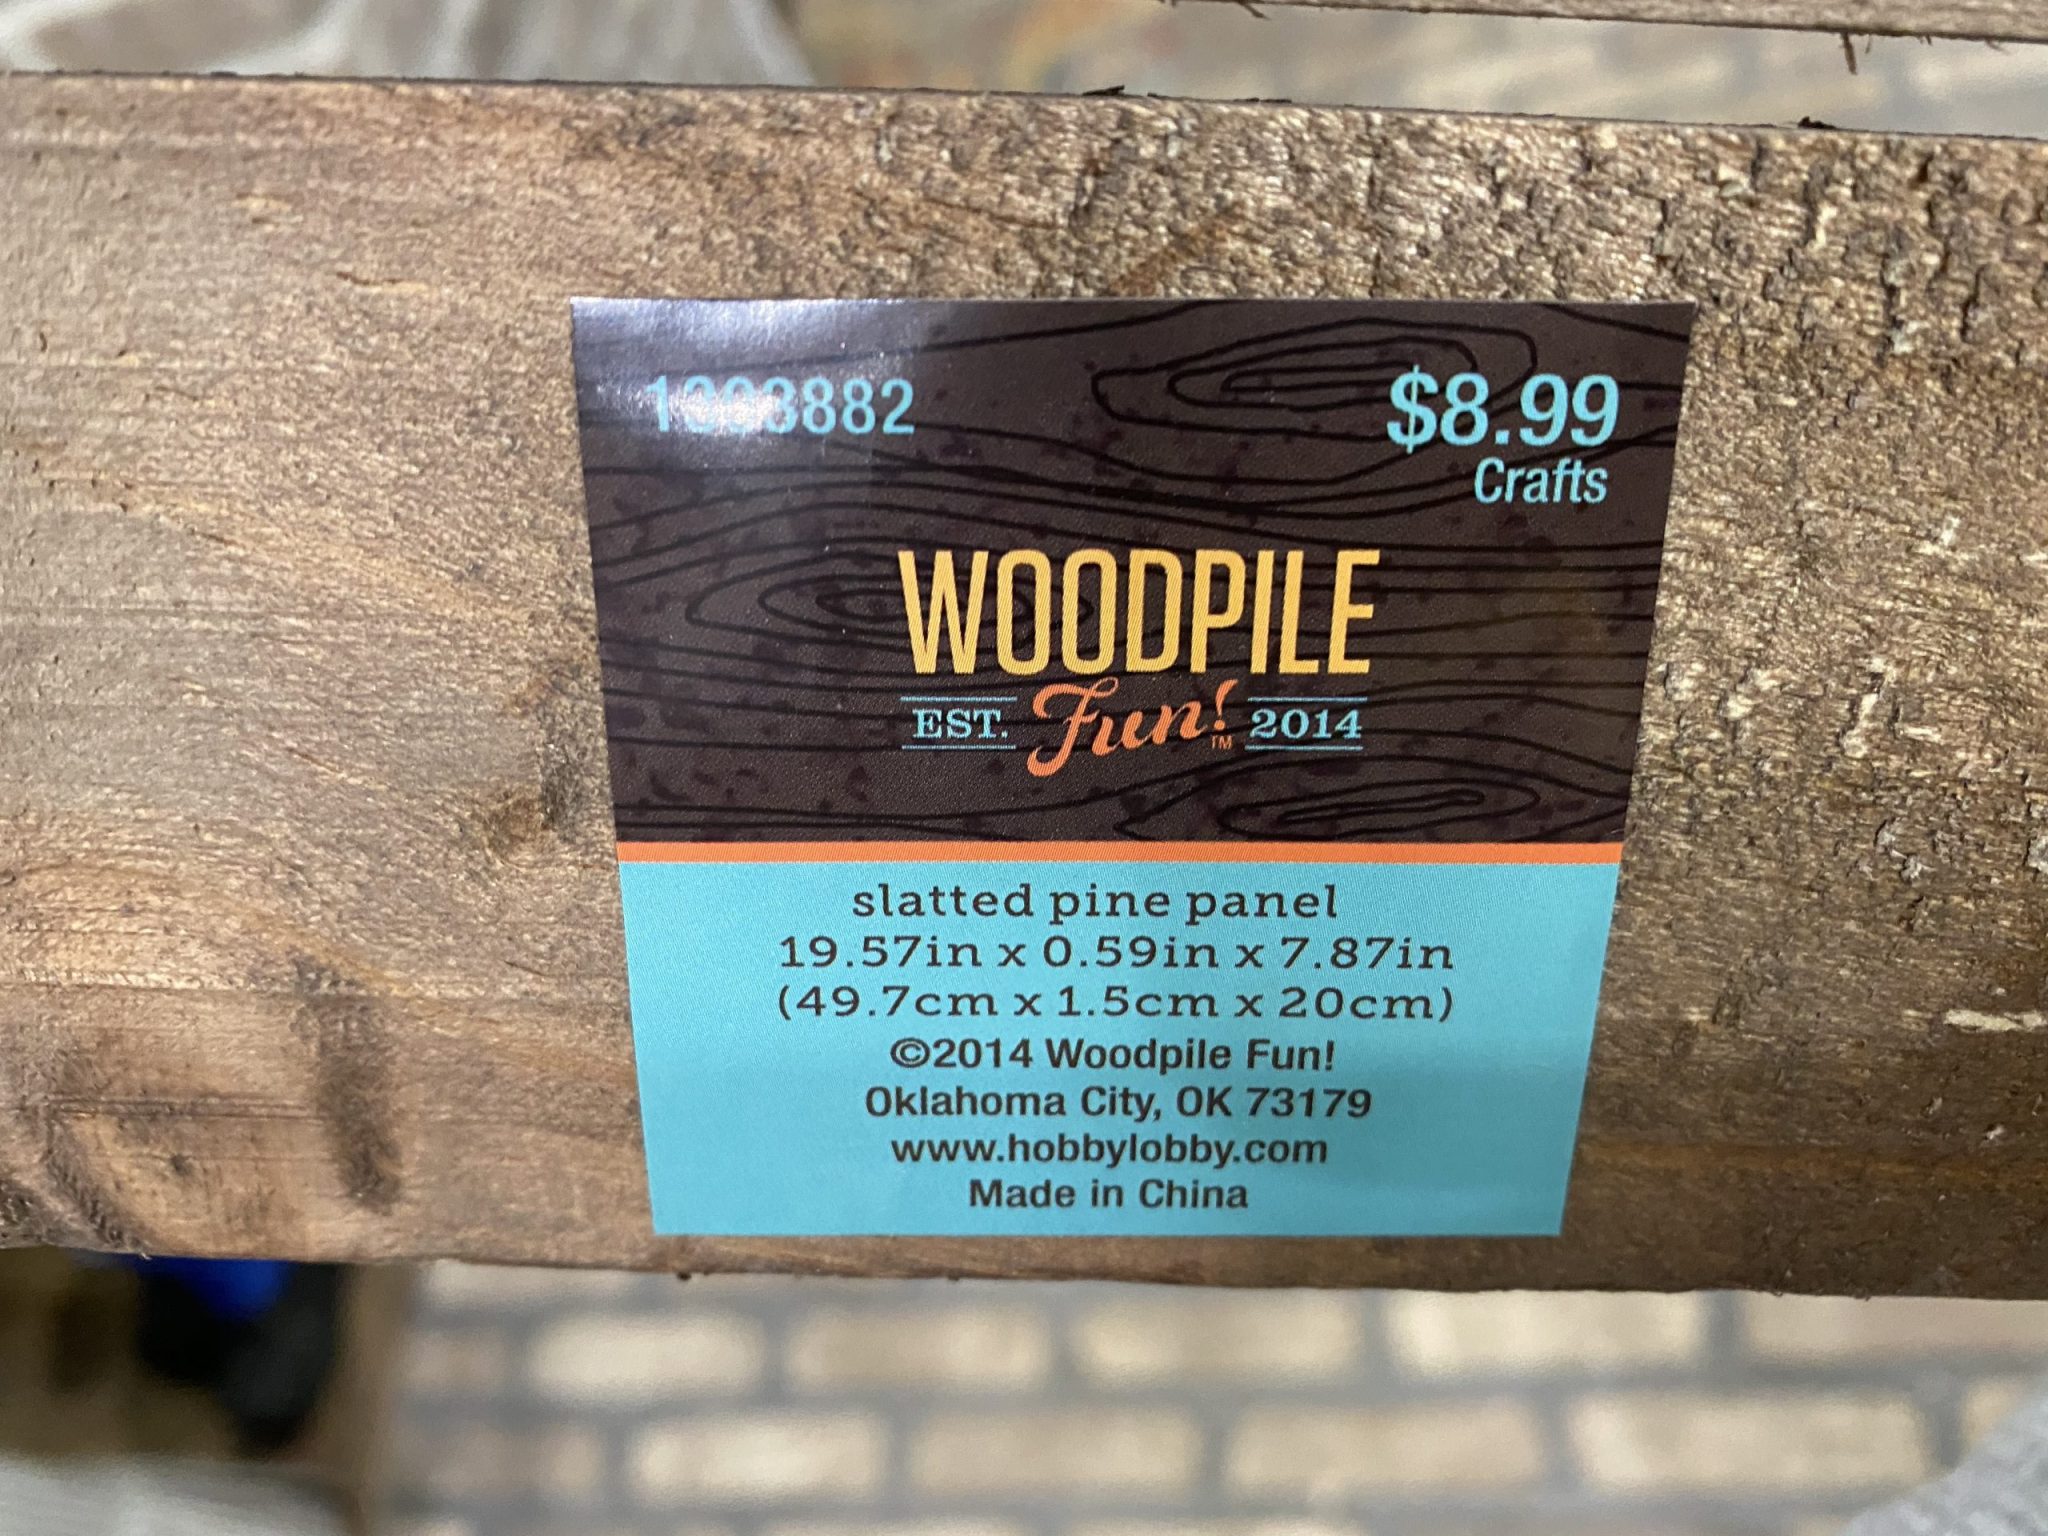 $8.99
Crafts
WOODPILE
EST. Fun!™ 2014
slatted pine panel
19.57in x 0.59in x 7.87in
(49.7cm x 1.5cm x 20cm)
©2014 Woodpile Fun!
Oklahoma City, OK 73179
www.hobbylobby.com
Made in China